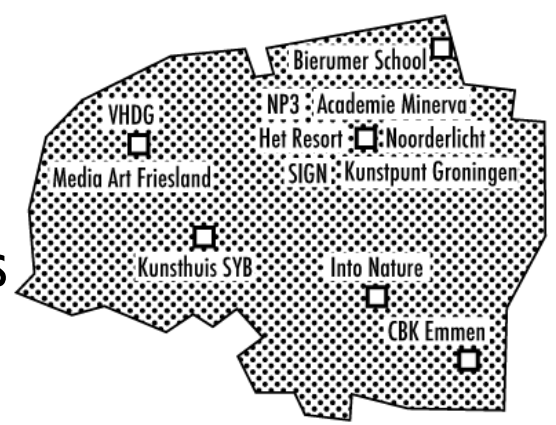 Bierumer School
NP3 Academie Minerva
VHDG
Het Resort Noorderlicht
Media Art Friesland
SIGN Kunstpunt Groningen
Kunsthuis SYB
Into Nature
S
CBK Emmen